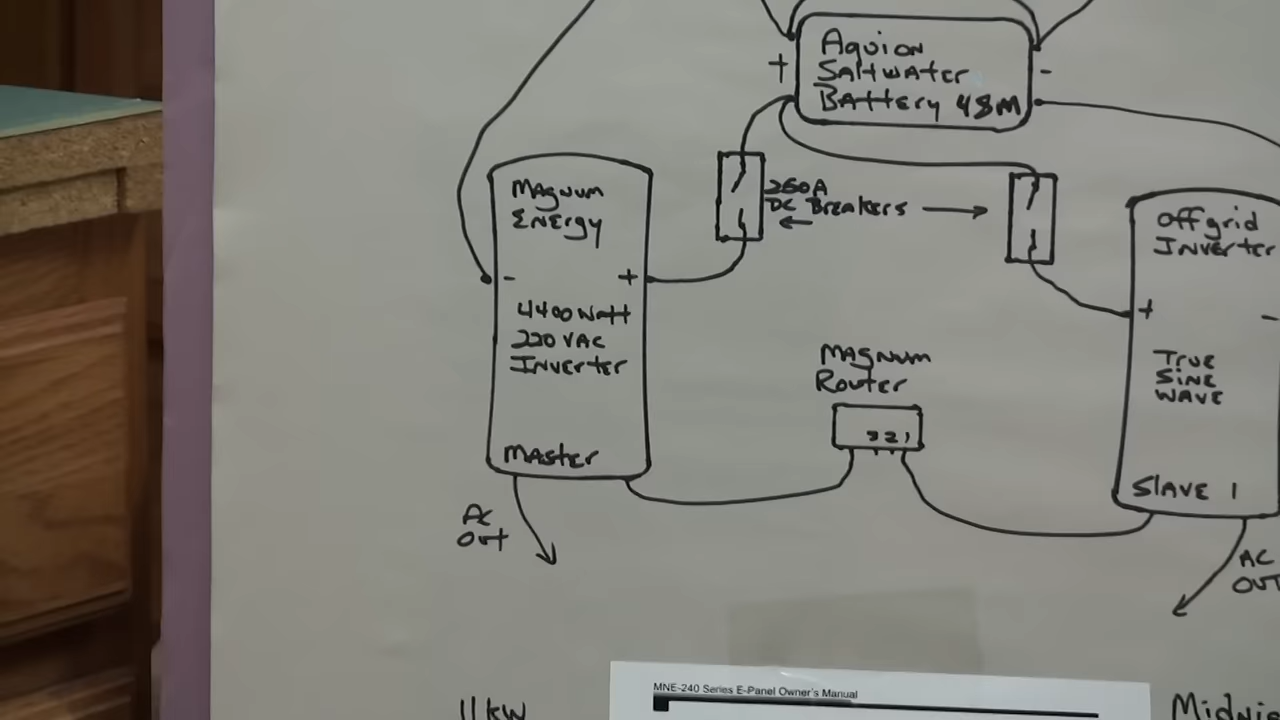 Aquion
Saltwater
Battery 48M
+
-
Magnum
Energy
-
+
4400 Watt
220 VAC
Inverter
Master
AC
Out
250A
DC Breakers
Magnum
Router
321
Offgrid
Inverter
+
-
True
Sine
Wave
Slave 1
AC
Out
MNE-240 Series E-Panel Owner's Manual
11kW